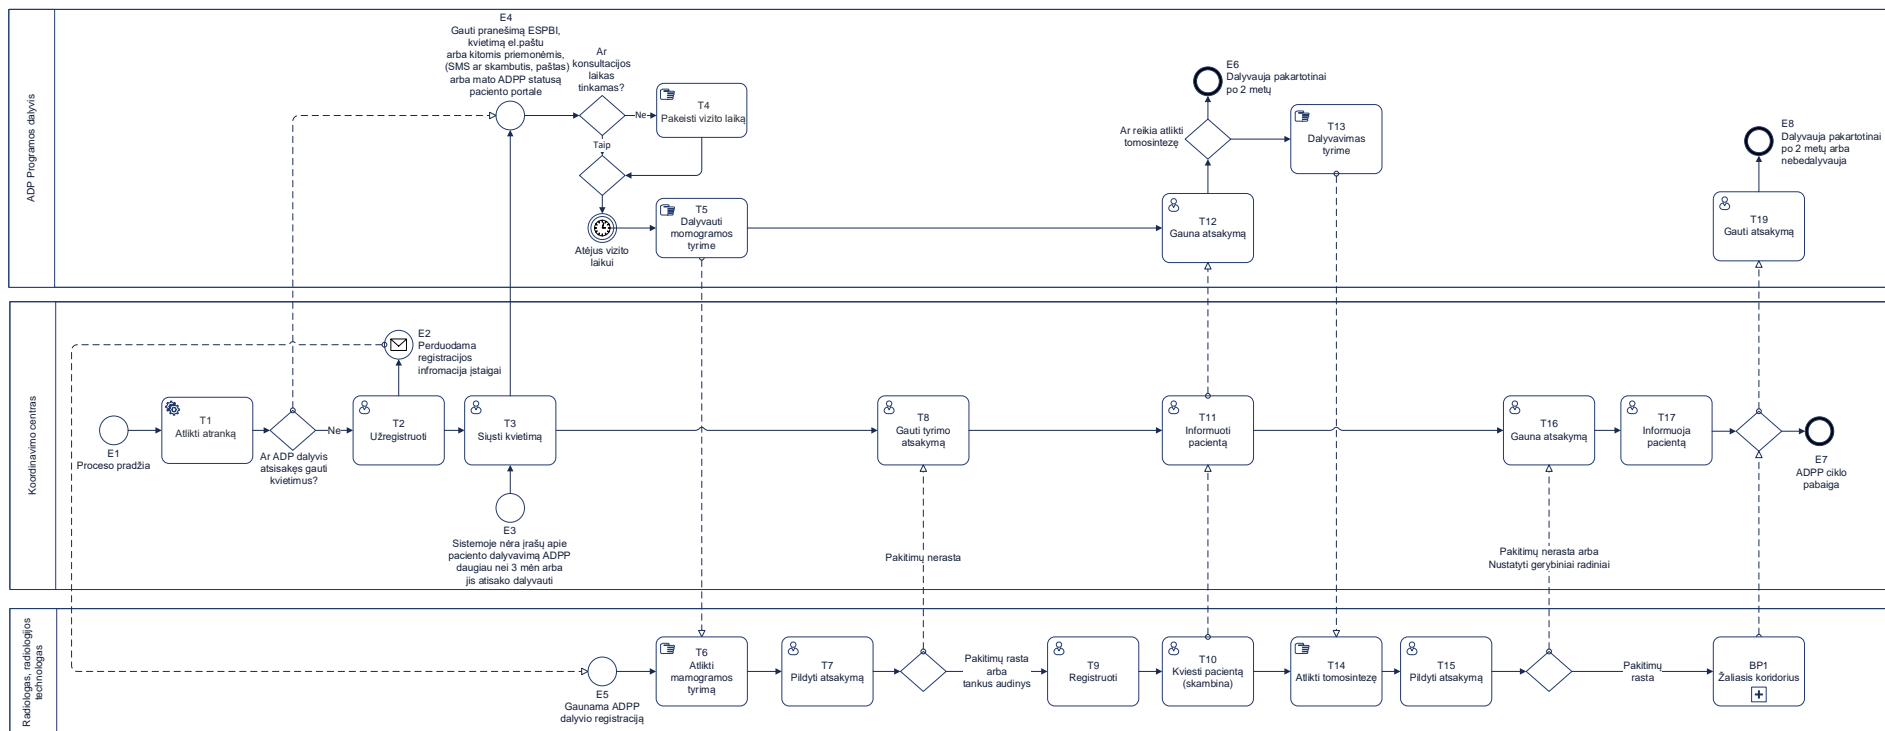 ADP Programos dalyvis
E4
Gauti pranešimą ESPBI,
kvietimą el.paštu
arba kitomis priemonėmis,
(SMS ar skambutis, paštas)
arba mato ADPP statusą
paciento portale
Ar
konsultacijos
laikas
tinkamas?
Ne
T4
Pakeisti vizito laiką
Taip
Atėjus vizito
laikui
T5
Dalyvauti
momogramos
tyrime
E6
Dalyvauja pakartotinai
po 2 metų
Ar reikia atlikti
tomosintezę
T13
Dalyvavimas
tyrime
T12
Gauna atsakymą
E8
Dalyvauja pakartotinai
po 2 metų arba
nebedalyvauja
T19
Gauti atsakymą
Koordinavimo centras
E1
Proceso pradžia
T1
Atlikti atranką
Ar ADP dalyvis
atsisakęs gauti
kvietimus?
Ne
E2
Perduodama
registracijos
infromacija įstaigai
T2
Užregistruoti
T3
Siųsti kvietimą
E3
Sistemoje nėra įrašų apie
paciento dalyvavimą ADPP
daugiau nei 3 mėn arba
jis atisako dalyvauti
T8
Gauti tyrimo
atsakymą
Pakitimų nerasta
T11
Informuoti
pacientą
T16
Gauna atsakymą
Pakitimų nerasta arba
Nustatyti gerybiniai radiniai
T17
Informuoja
pacientą
E7
ADPP ciklo
pabaiga
Radiologas, radiologijos
technologas
E5
Gaunama ADPP
dalyvio registraciją
T6
Atlikti
mamogramos
tyrimą
T7
Pildyti atsakymą
Pakitimų rasta
arba
tankus audinys
T9
Registruoti
T10
Kviesti pacientą
(skambina)
T14
Atlikti tomosintezę
T15
Pildyti atsakymą
Pakitimų
rasta
BP1
Žaliasis koridorius